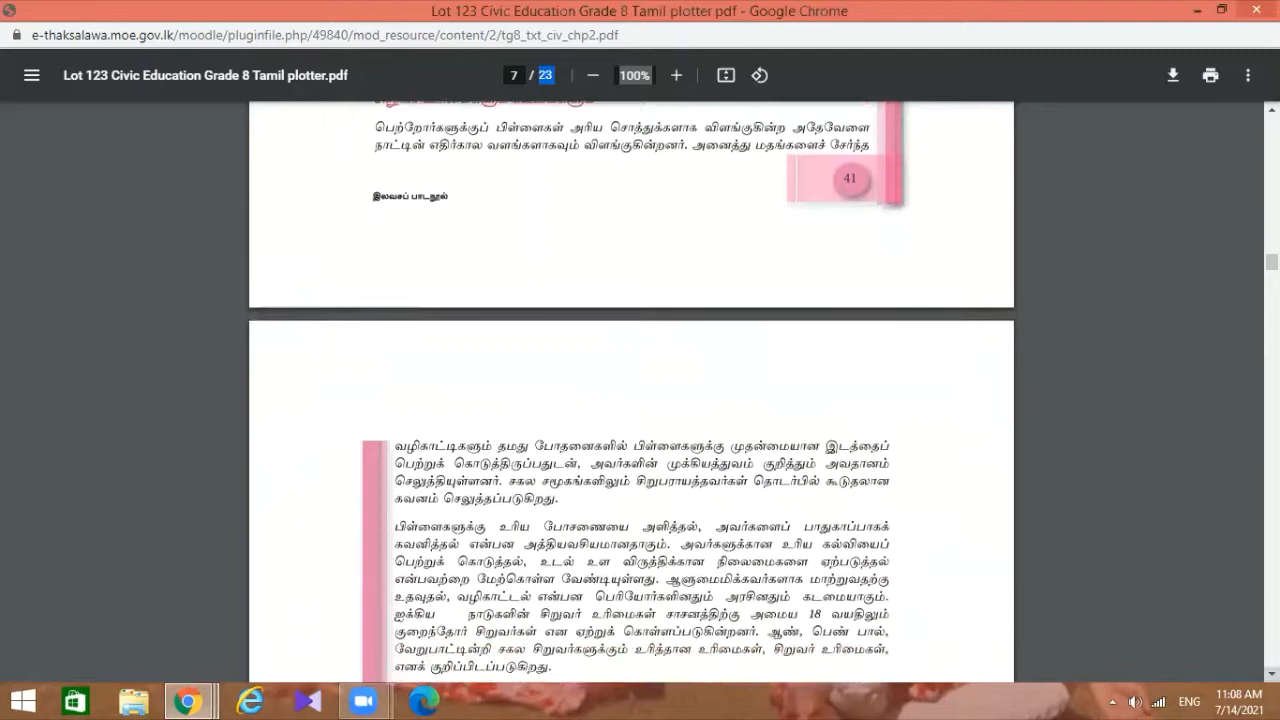 Lot 123 Civic Education Grade 8 Tamil plotter.pdf - Google Chrome
e-thaksalawa.moe.gov.lk/moodle/pluginfile.php/49840/mod_resource/content/2/tg8_txt_civ_chp2.pdf
Lot 123 Civic Education Grade 8 Tamil plotter.pdf
7 / 23
100%
பெற்றோர்களுக்குப் பிள்ளைகள் அரிய சொத்துக்களாக விளங்குகின்ற அதேவேளை
நாட்டின் எதிர்கால வளங்களாகவும் விளங்குகின்றனர். அனைத்து மதங்களைச் சேர்ந்த
41
இலவசப் பாடநூல்
வழிகாட்டிகளும் தமது போதனைகளில் பிள்ளைகளுக்கு முதன்மையான இடத்தைப்
பெற்றுக் கொடுத்திருப்பதுடன், அவர்களின் முக்கியத்துவம் குறித்தும் அவதானம்
செலுத்தியுள்ளனர். சகல சமூகங்களிலும் சிறுபராயத்தவர்கள் தொடர்பில் கூடுதலான
கவனம் செலுத்தப்படுகிறது.
பிள்ளைகளுக்கு உரிய போசணையை அளித்தல், அவர்களைப் பாதுகாப்பாகக்
கவனித்தல் என்பன அத்தியவசியமானதாகும். அவர்களுக்கான உரிய கல்வியைப்
பெற்றுக் கொடுத்தல், உடல் உள விருத்திக்கான நிலைமைகளை ஏற்படுத்தல்
என்பவற்றை மேற்கொள்ள வேண்டியுள்ளது. ஆளுமைமிக்கவர்களாக மாற்றுவதற்கு
உதவுதல், வழிகாட்டல் என்பன பெரியோர்களினதும் அரசினதும் கடமையாகும்.
ஐக்கிய நாடுகளின் சிறுவர் உரிமைகள் சாசனத்திற்கு அமைய 18 வயதிலும்
குறைந்தோர் சிறுவர்கள் என ஏற்றுக் கொள்ளப்படுகின்றனர். ஆண், பெண் பால்,
வேறுபாட்டின்றி சகல சிறுவர்களுக்கும் உரித்தான உரிமைகள், சிறுவர் உரிமைகள்,
எனக் குறிப்பிடப்படுகிறது.
ENG
11:08 AM
7/14/2021